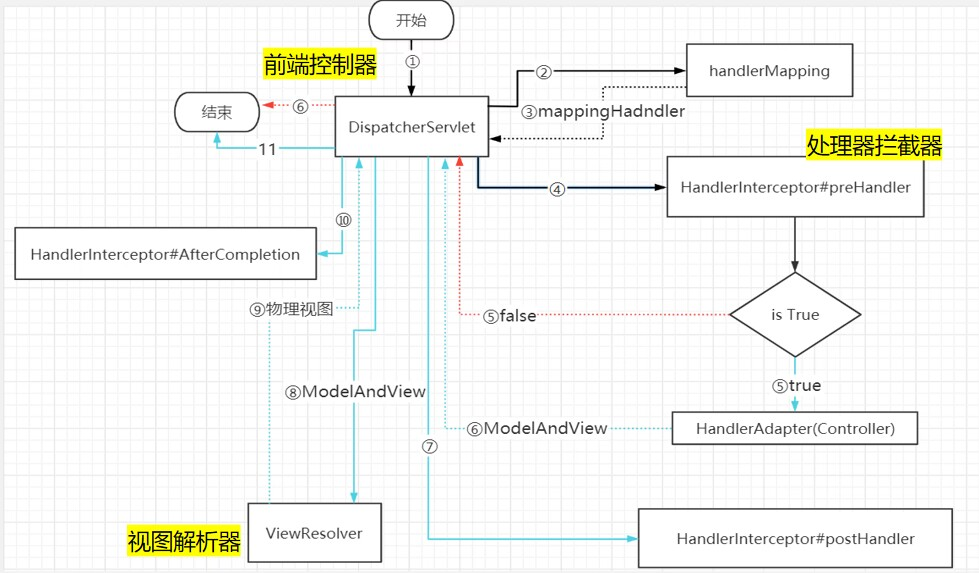 开始
①
前端控制器
②
handlerMapping
结束
⑥
③mappingHadndler
DispatcherServlet
11
处理器拦截器
④
HandlerInterceptor#preHandler
⑩
HandlerInterceptor#AfterCompletion
⑨物理视图
⑤false
is True
⑤true
⑧ModelAndView
⑥ModelAndView
HandlerAdapter(Controller)
⑦
视图解析器
ViewResolver
HandlerInterceptor#postHandler